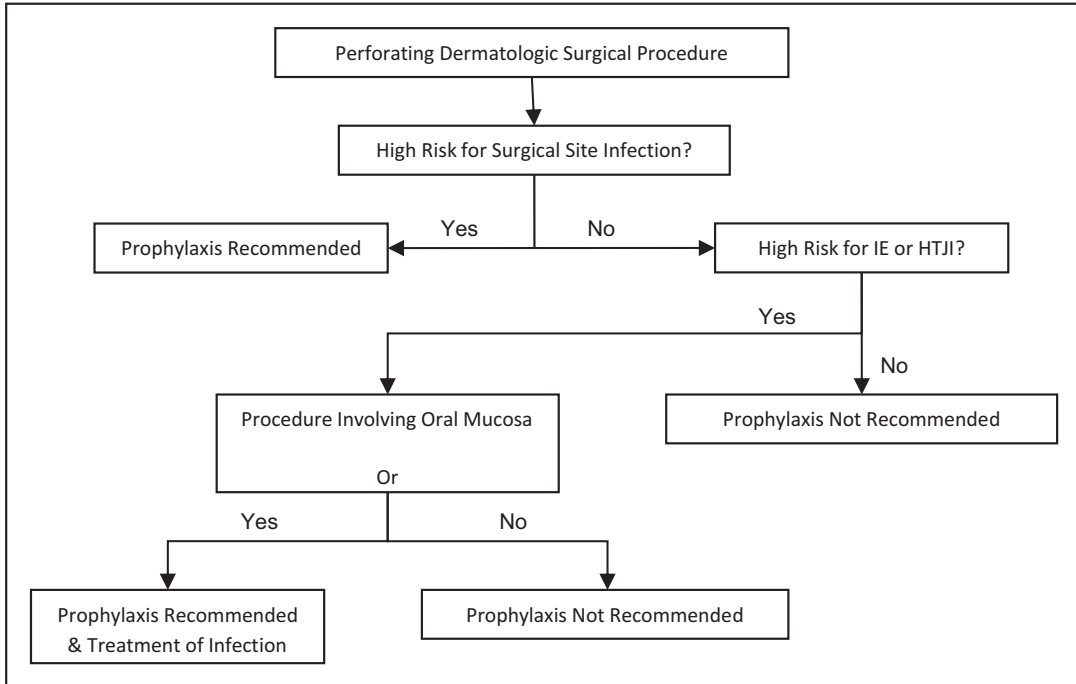 Perforating Dermatologic Surgical Procedure
High Risk for Surgical Site Infection?
Yes
No
Prophylaxis Recommended
High Risk for IE or HTJI?
Yes
No
Procedure Involving Oral Mucosa
Or
Prophylaxis Not Recommended
Yes
No
Prophylaxis Recommended
& Treatment of Infection
Prophylaxis Not Recommended